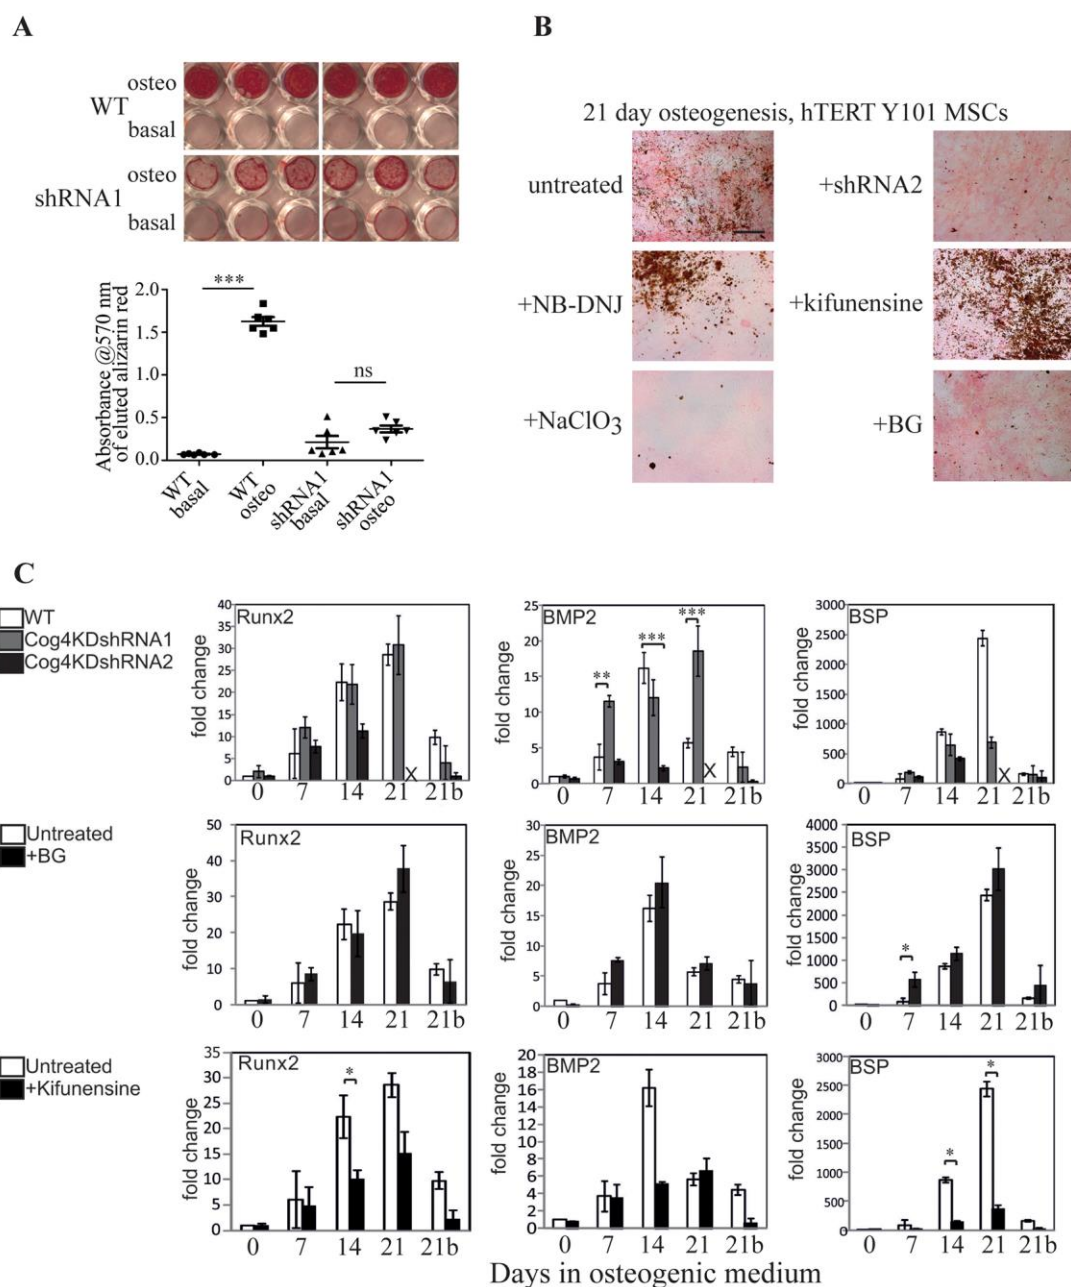 A
osteo
WT
basal
osteo
shRNA1
basal
***
ns
2.0
1.5
1.0
0.5
0.0
Absorbance @570 nm
of eluted alizarin red
WT
basal
WT
osteo
shRNA1
basal
shRNA1
osteo
B
21 day osteogenesis, hTERT Y101 MSCs
untreated
+shRNA2
+NB-DNJ
+kifunensine
+NaClO3
+BG
C
WT
Cog4KDshRNA1
Cog4KDshRNA2
Runx2
40
35
30
25
20
15
10
5
0
fold change
X
0 7 14 21 21b
BMP2
25
20
15
10
5
0
fold change
** *** ***
X
0 7 14 21 21b
BSP
3000
2500
2000
1500
1000
500
0
fold change
X
0 7 14 21 21b
Untreated
+BG
Runx2
50
40
30
20
10
0
fold change
0 7 14 21 21b
BMP2
30
25
20
15
10
5
0
fold change
0 7 14 21 21b
BSP
4000
3500
3000
2500
2000
1500
1000
500
0
fold change
*
0 7 14 21 21b
Untreated
+Kifunensine
Runx2
35
30
25
20
15
10
5
0
fold change
*
0 7 14 21 21b
BMP2
20
18
16
14
12
10
8
6
4
2
0
fold change
0 7 14 21 21b
BSP
3000
2500
2000
1500
1000
500
0
fold change
* *
0 7 14 21 21b
Days in osteogenic medium